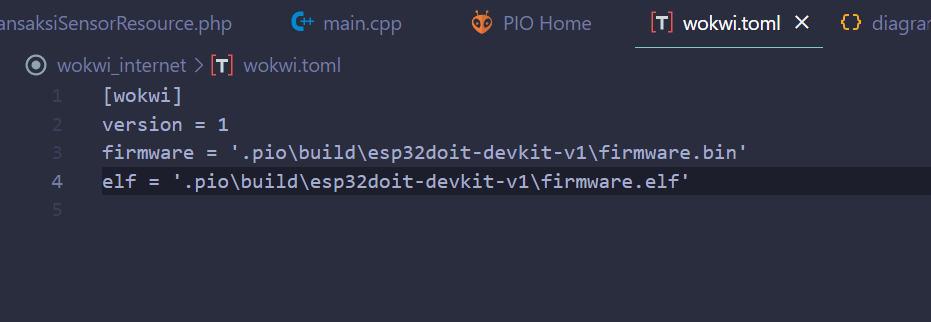 ansaksiSensorResource.php main.cpp PIO Home [T] wokwi.toml × {} diagra
wokwi_internet > [T] wokwi.toml
1 [wokwi]
2 version = 1
3 firmware = '.pio\build\esp32doit-devkit-v1\firmware.bin'
4 elf = '.pio\build\esp32doit-devkit-v1\firmware.elf'
5